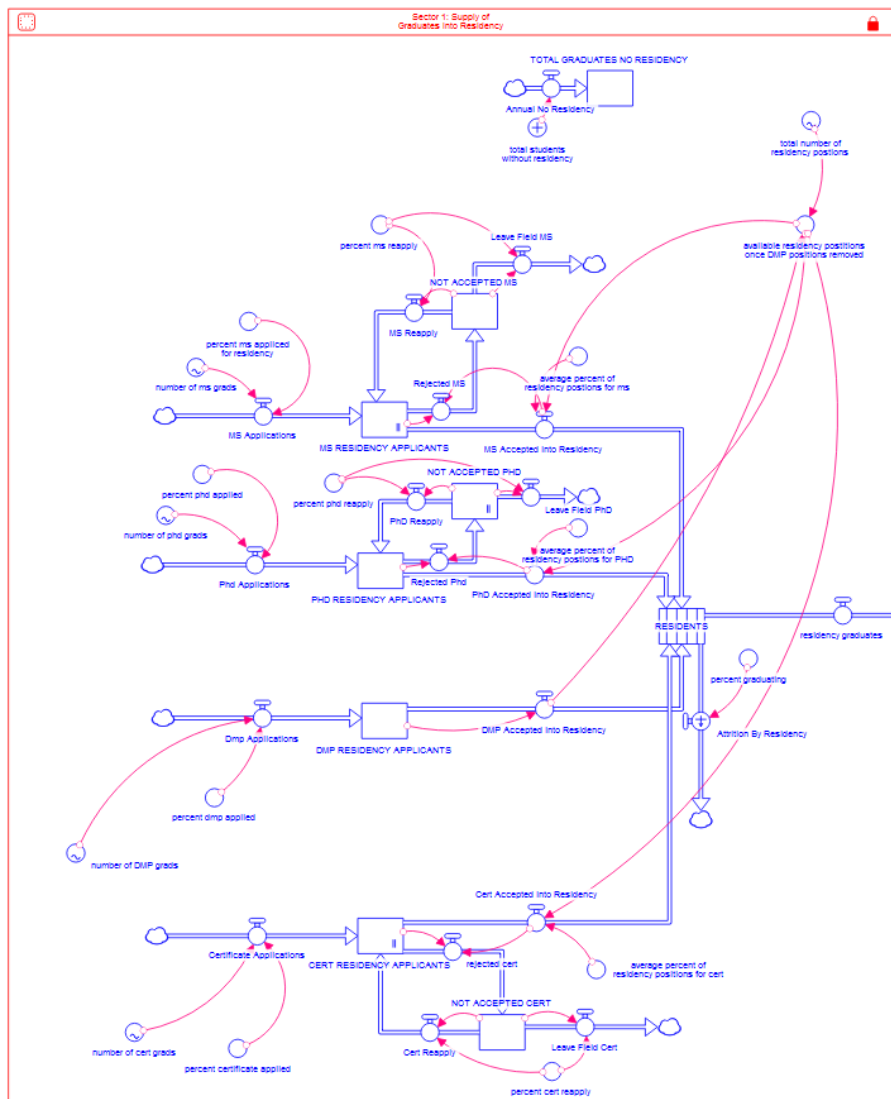 Sector 1: Supply of
Graduates Into Residency
TOTAL GRADUATES NO RESIDENCY
Annual No Residency
total students
without residency
total number of
residency postions
available residency postitions
once DMP positions removed
percent ms reapply
Leave Field MS
NOT ACCEPTED MS
MS Reapply
percent ms appliced
for residency
number of ms grads
Rejected MS
average percent of
residency postions for ms
MS Applications
MS RESIDENCY APPLICANTS
MS Accepted Into Residency
NOT ACCEPTED PHD
percent phd applied
percent phd reapply
Leave Field PhD
PhD Reapply
number of phd grads
average percent of
residency postions for PHD
Phd Applications
Rejected Phd
PHD RESIDENCY APPLICANTS
PhD Accepted Into Residency
RESIDENTS
residency graduates
percent graduating
Attrition By Residency
Dmp Applications
DMP Accepted Into Residency
DMP RESIDENCY APPLICANTS
percent dmp applied
number of DMP grads
Cert Accepted Into Residency
Certificate Applications
CERT RESIDENCY APPLICANTS
rejected cert
average percent of
residency positions for cert
NOT ACCEPTED CERT
number of cert grads
Cert Reapply
Leave Field Cert
percent certificate applied
percent cert reapply